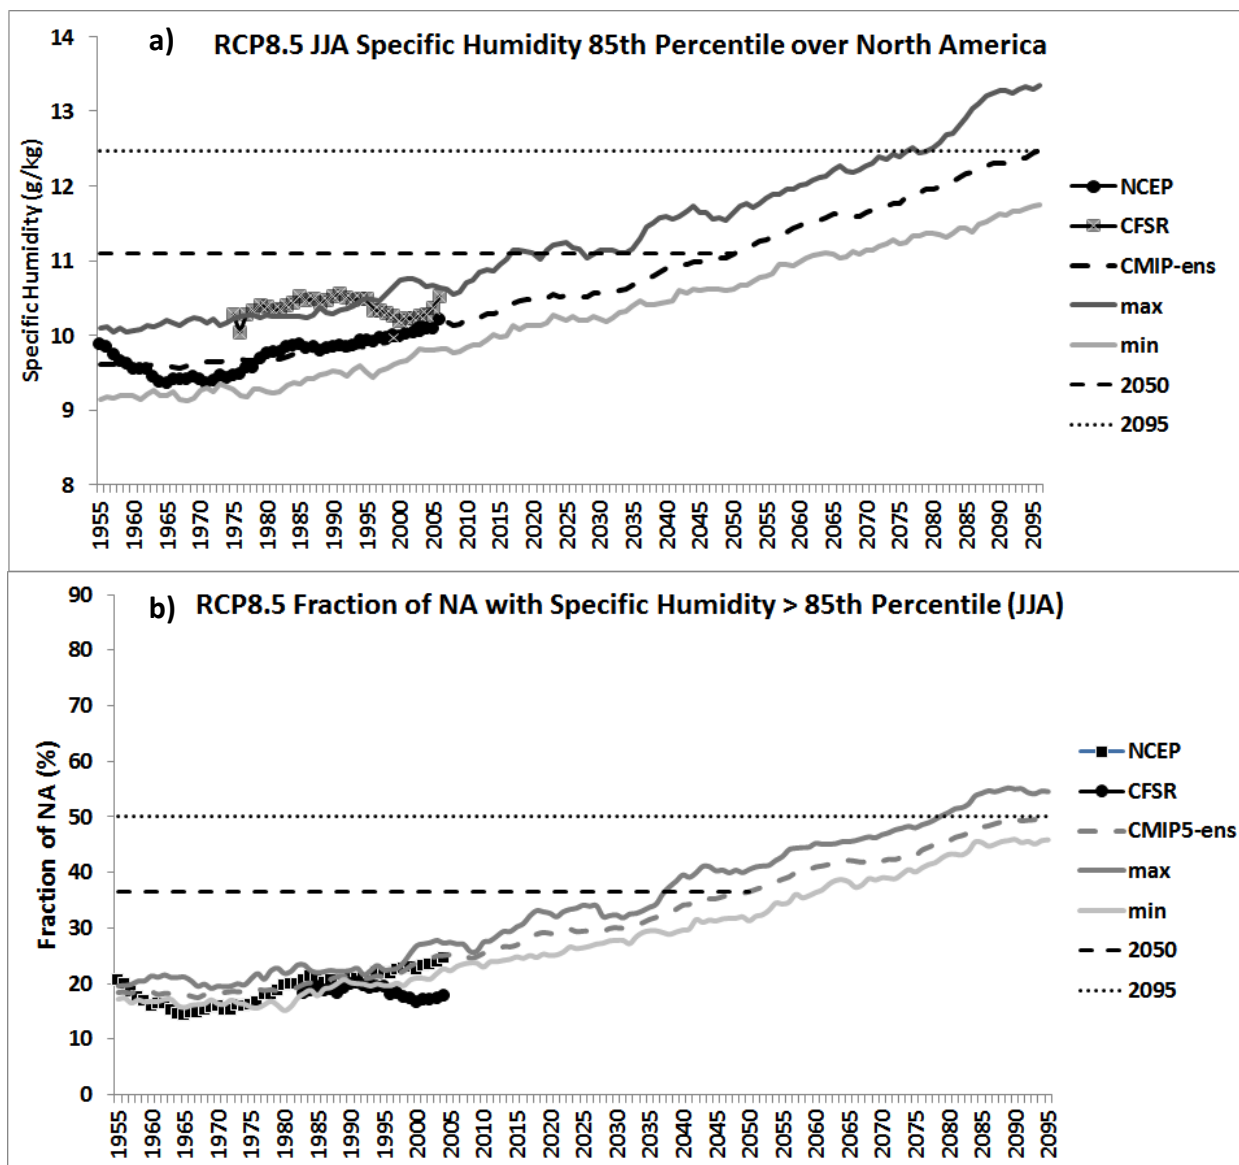 a) RCP8.5 JJA Specific Humidity 85th Percentile over North America
Specific Humidity (g/kg)
14
13
12
11
10
9
8
1955 1960 1965 1970 1975 1980 1985 1990 1995 2000 2005 2010 2015 2020 2025 2030 2035 2040 2045 2050 2055 2060 2065 2070 2075 2080 2085 2090 2095
NCEP
CFSR
CMIP-ens
max
min
2050
2095
b) RCP8.5 Fraction of NA with Specific Humidity > 85th Percentile (JJA)
Fraction of NA (%)
90
80
70
60
50
40
30
20
10
0
1955 1960 1965 1970 1975 1980 1985 1990 1995 2000 2005 2010 2015 2020 2025 2030 2035 2040 2045 2050 2055 2060 2065 2070 2075 2080 2085 2090 2095
NCEP
CFSR
CMIP5-ens
max
min
2050
2095